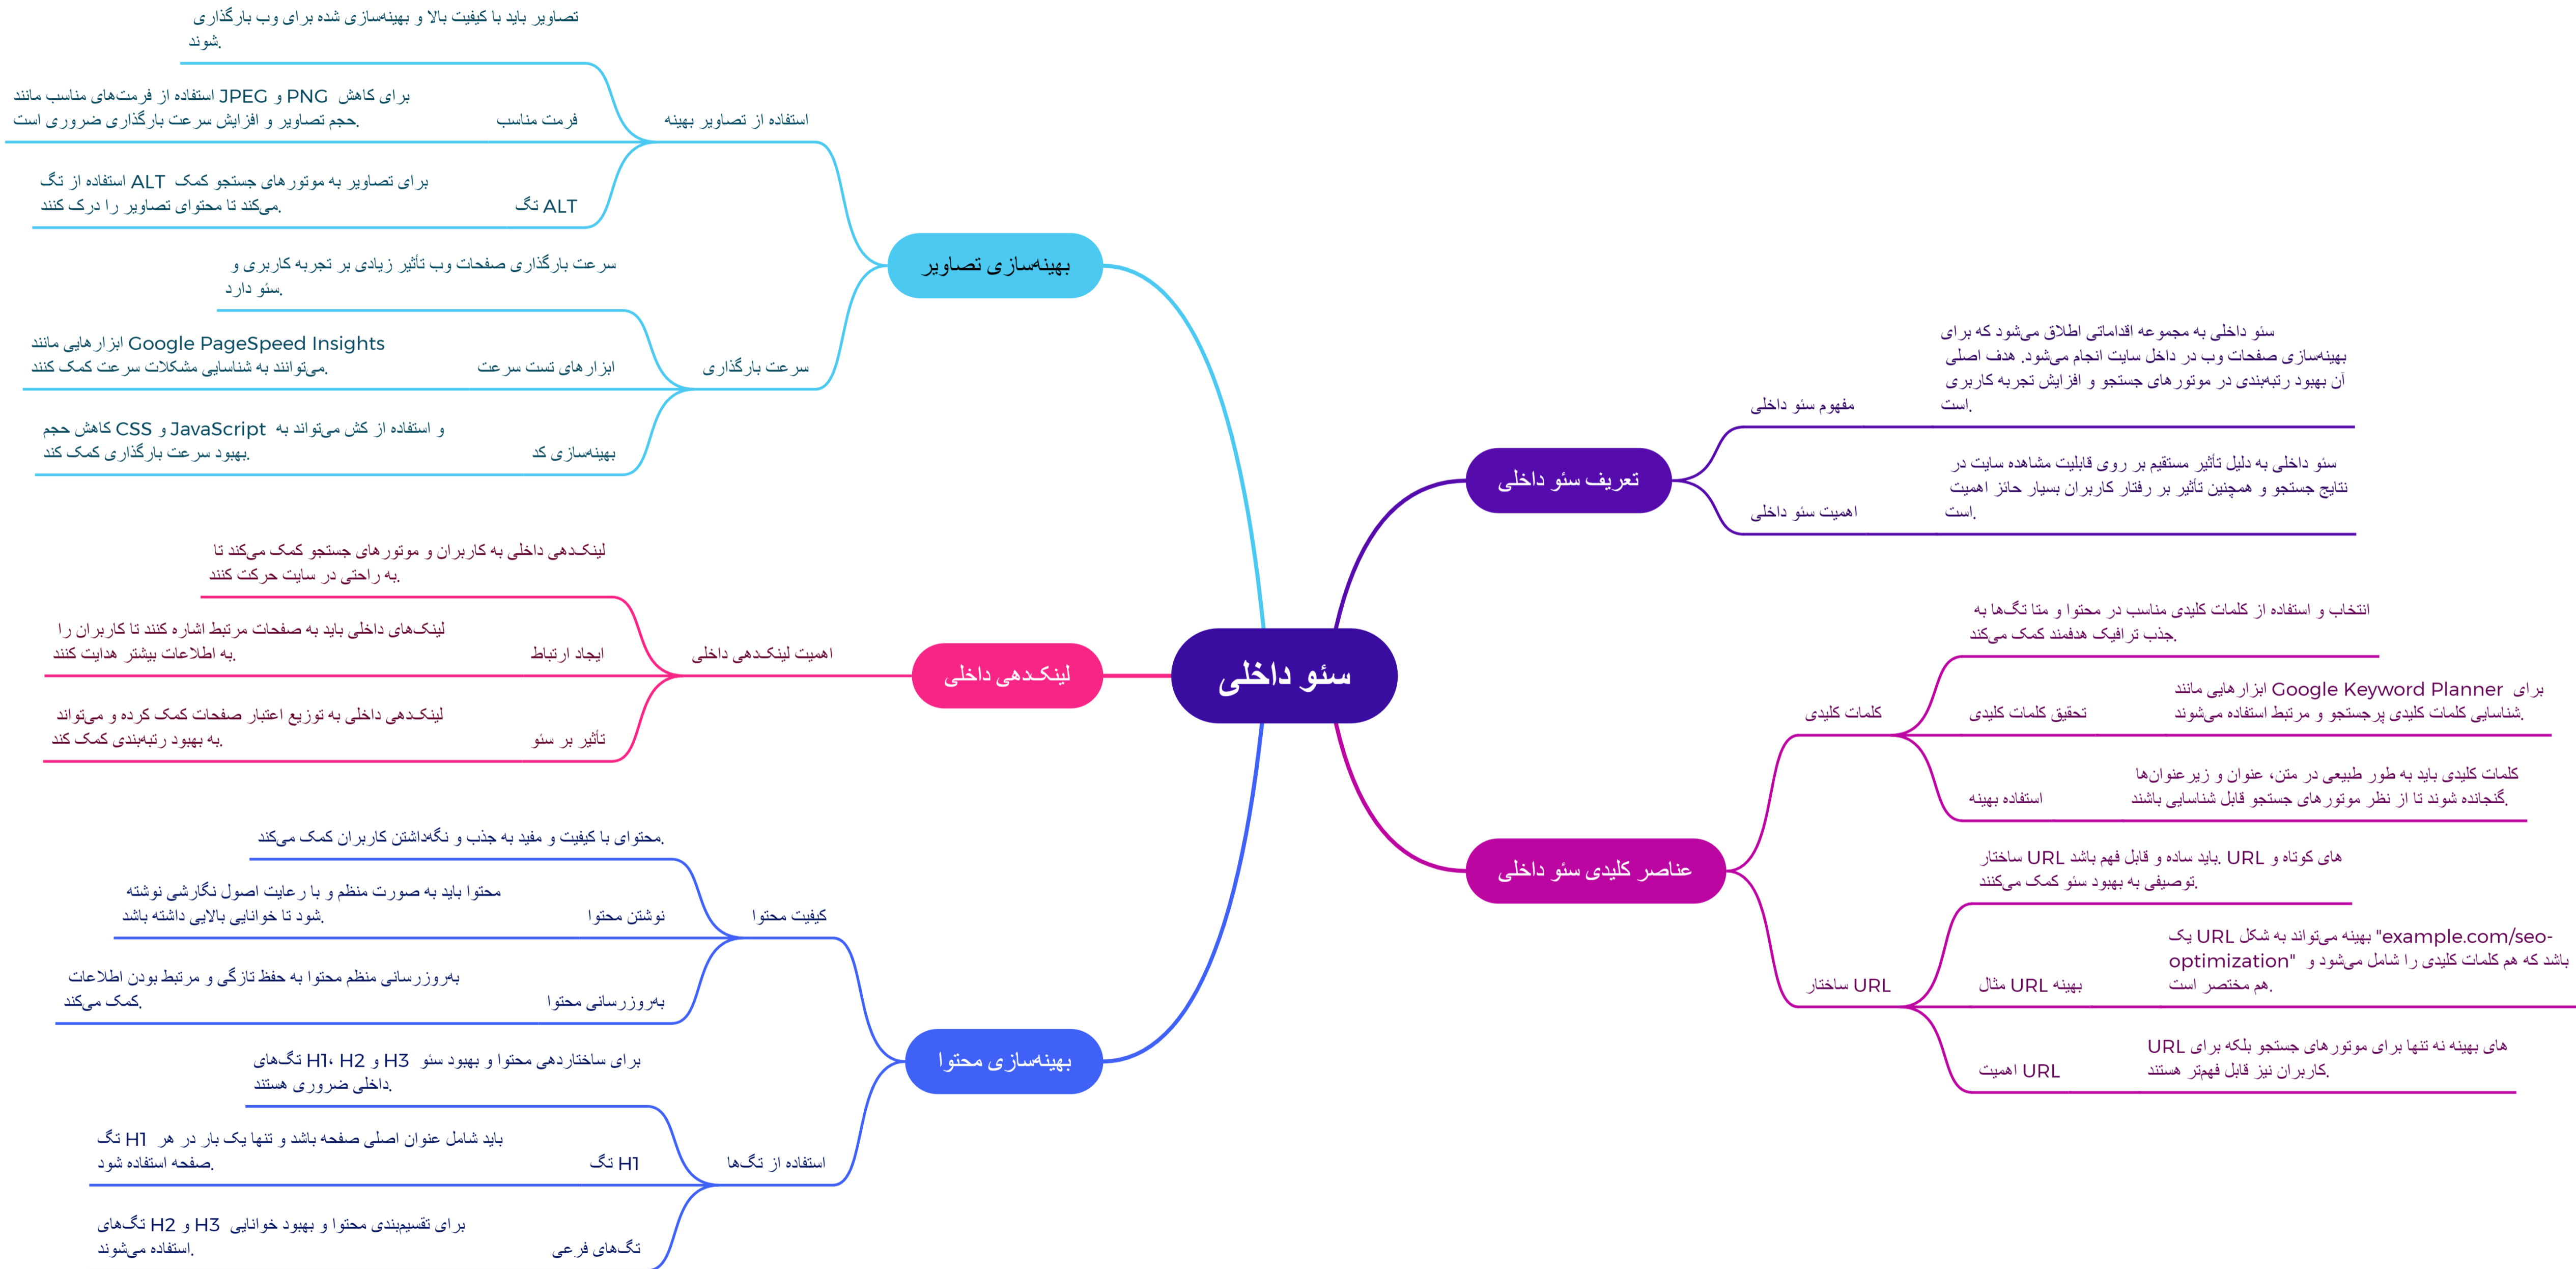 سئو داخلی
تعریف سئو داخلی
مفهوم سئو داخلی
سئو داخلی به مجموعه اقداماتی اطلاق می‌شود که برای
بهینه‌سازی صفحات وب در داخل سایت انجام می‌شود. هدف اصلی
آن بهبود رتبه‌بندی در موتورهای جستجو و افزایش تجربه کاربری
است.
اهمیت سئو داخلی
سئو داخلی به دلیل تأثیر مستقیم بر روی قابلیت مشاهده سایت در
نتایج جستجو و همچنین تأثیر بر رفتار کاربران بسیار حائز اهمیت
است.
عناصر کلیدی سئو داخلی
کلمات کلیدی
انتخاب و استفاده از کلمات کلیدی مناسب در محتوا و متا تگ‌ها به
جذب ترافیک هدفمند کمک می‌کند.
تحقیق کلمات کلیدی
ابزارهایی مانند Google Keyword Planner برای
شناسایی کلمات کلیدی پرجستجو و مرتبط استفاده می‌شوند.
استفاده بهینه
کلمات کلیدی باید به طور طبیعی در متن، عنوان و زیرعنوان‌ها
گنجانده شوند تا از نظر موتورهای جستجو قابل شناسایی باشند.
ساختار URL
ساختار URL باید ساده و قابل فهم باشد. URL های کوتاه و
توصیفی به بهبود سئو کمک می‌کنند.
مثال URL بهینه
یک URL بهینه می‌تواند به شکل "example.com/seo-
optimization" باشد که هم کلمات کلیدی را شامل می‌شود و
هم مختصر است.
اهمیت URL
URL های بهینه نه تنها برای موتورهای جستجو بلکه برای
کاربران نیز قابل فهم‌تر هستند.
بهینه‌سازی تصاویر
استفاده از تصاویر بهینه
تصاویر باید با کیفیت بالا و بهینه‌سازی شده برای وب بارگذاری
شوند.
فرمت مناسب
استفاده از فرمت‌های مناسب مانند JPEG و PNG برای کاهش
حجم تصاویر و افزایش سرعت بارگذاری ضروری است.
تگ ALT
استفاده از تگ ALT برای تصاویر به موتورهای جستجو کمک
می‌کند تا محتوای تصاویر را درک کنند.
سرعت بارگذاری
سرعت بارگذاری صفحات وب تأثیر زیادی بر تجربه کاربری و
سئو دارد.
ابزارهای تست سرعت
ابزارهایی مانند Google PageSpeed Insights
می‌توانند به شناسایی مشکلات سرعت کمک کنند.
بهینه‌سازی کد
کاهش حجم CSS و JavaScript و استفاده از کش می‌تواند به
بهبود سرعت بارگذاری کمک کند.
لینک‌دهی داخلی
اهمیت لینک‌دهی داخلی
لینک‌دهی داخلی به کاربران و موتورهای جستجو کمک می‌کند تا
به راحتی در سایت حرکت کنند.
ایجاد ارتباط
لینک‌های داخلی باید به صفحات مرتبط اشاره کنند تا کاربران را
به اطلاعات بیشتر هدایت کنند.
تأثیر بر سئو
لینک‌دهی داخلی به توزیع اعتبار صفحات کمک کرده و می‌تواند
به بهبود رتبه‌بندی کمک کند.
بهینه‌سازی محتوا
کیفیت محتوا
محتوای با کیفیت و مفید به جذب و نگه‌داشتن کاربران کمک می‌کند.
نوشتن محتوا
محتوا باید به صورت منظم و با رعایت اصول نگارشی نوشته
شود تا خوانایی بالایی داشته باشد.
به‌روزرسانی محتوا
به‌روزرسانی منظم محتوا به حفظ تازگی و مرتبط بودن اطلاعات
کمک می‌کند.
استفاده از تگ‌ها
تگ‌های H1، H2 و H3 برای ساختاردهی محتوا و بهبود سئو
داخلی ضروری هستند.
تگ H1
تگ H1 باید شامل عنوان اصلی صفحه باشد و تنها یک بار در هر
صفحه استفاده شود.
تگ‌های فرعی
تگ‌های H2 و H3 برای تقسیم‌بندی محتوا و بهبود خوانایی
استفاده می‌شوند.